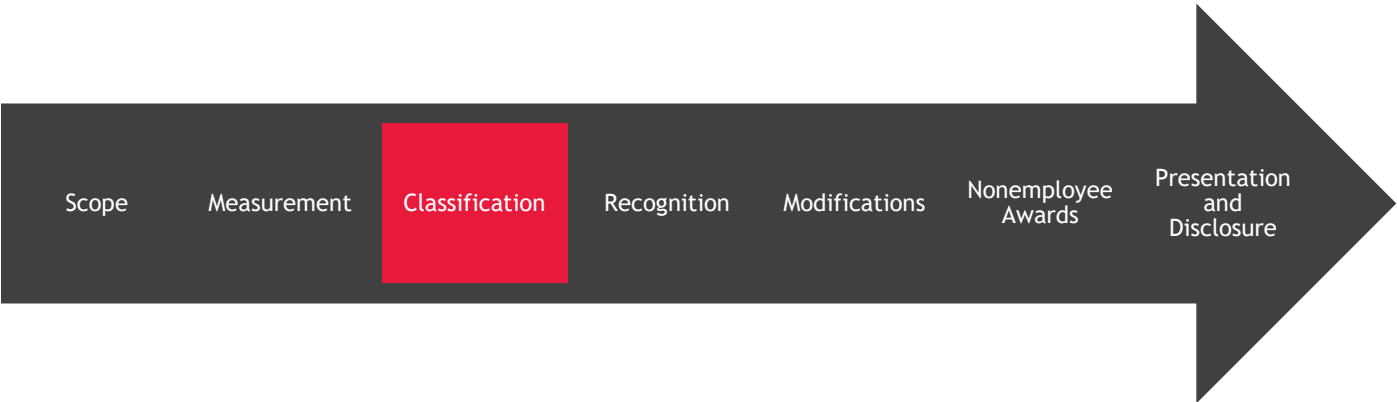 Scope
Measurement
Classification
Recognition
Modifications
Nonemployee
Awards
Presentation
and
Disclosure